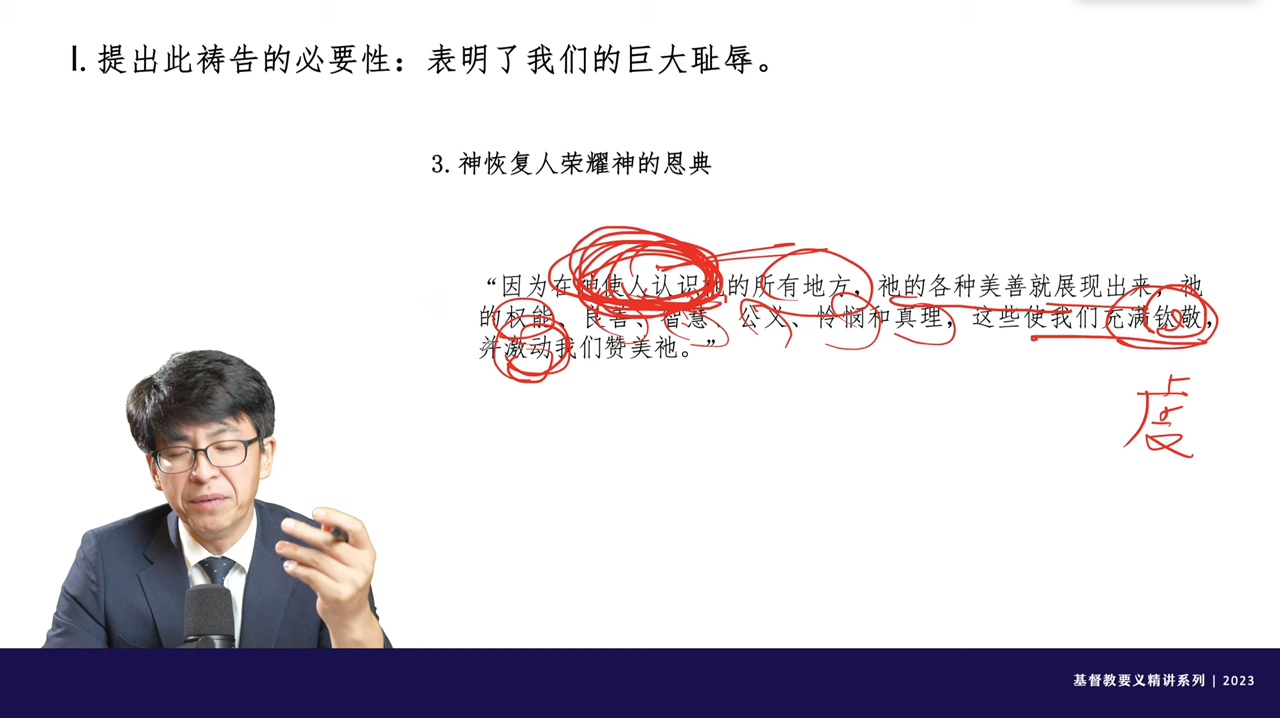 I. 提出此祷告的必要性：表明了我们的巨大耻辱。
3. 神恢复人荣耀神的恩典
“因为在祂使人认识祂的所有地方，祂的各种美善就展现出来，祂
的权能、良善、智慧、公义、怜悯和真理，这些使我们充满钦敬，
并激动我们赞美祂。”
基督教要义精讲系列 | 2023